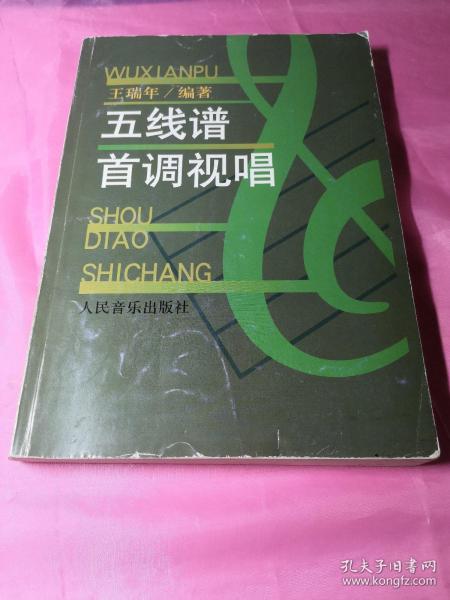 WUXIANPU
王瑞年/编著
五线谱
首调视唱
SHOU
DIAO
SHICHANG
人民音乐出版社
孔夫子旧书网
www.kongfz.com